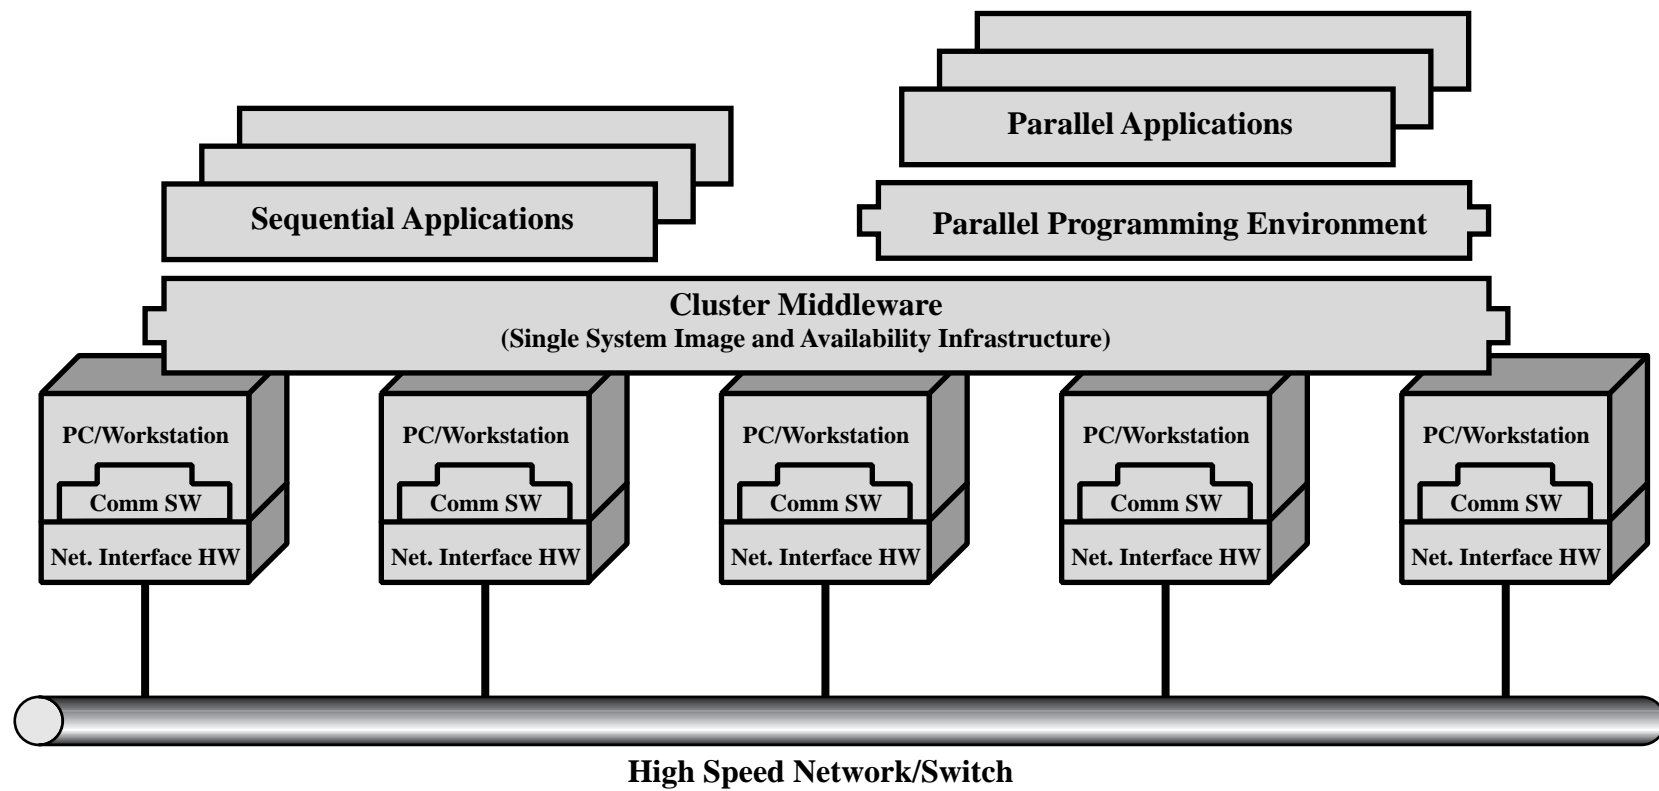 Parallel Applications
Sequential Applications
Parallel Programming Environment
Cluster Middleware
(Single System Image and Availability Infrastructure)
PC/Workstation
PC/Workstation
PC/Workstation
PC/Workstation
PC/Workstation
Comm SW
Comm SW
Comm SW
Comm SW
Comm SW
Net. Interface HW
Net. Interface HW
Net. Interface HW
Net. Interface HW
Net. Interface HW
High Speed Network/Switch